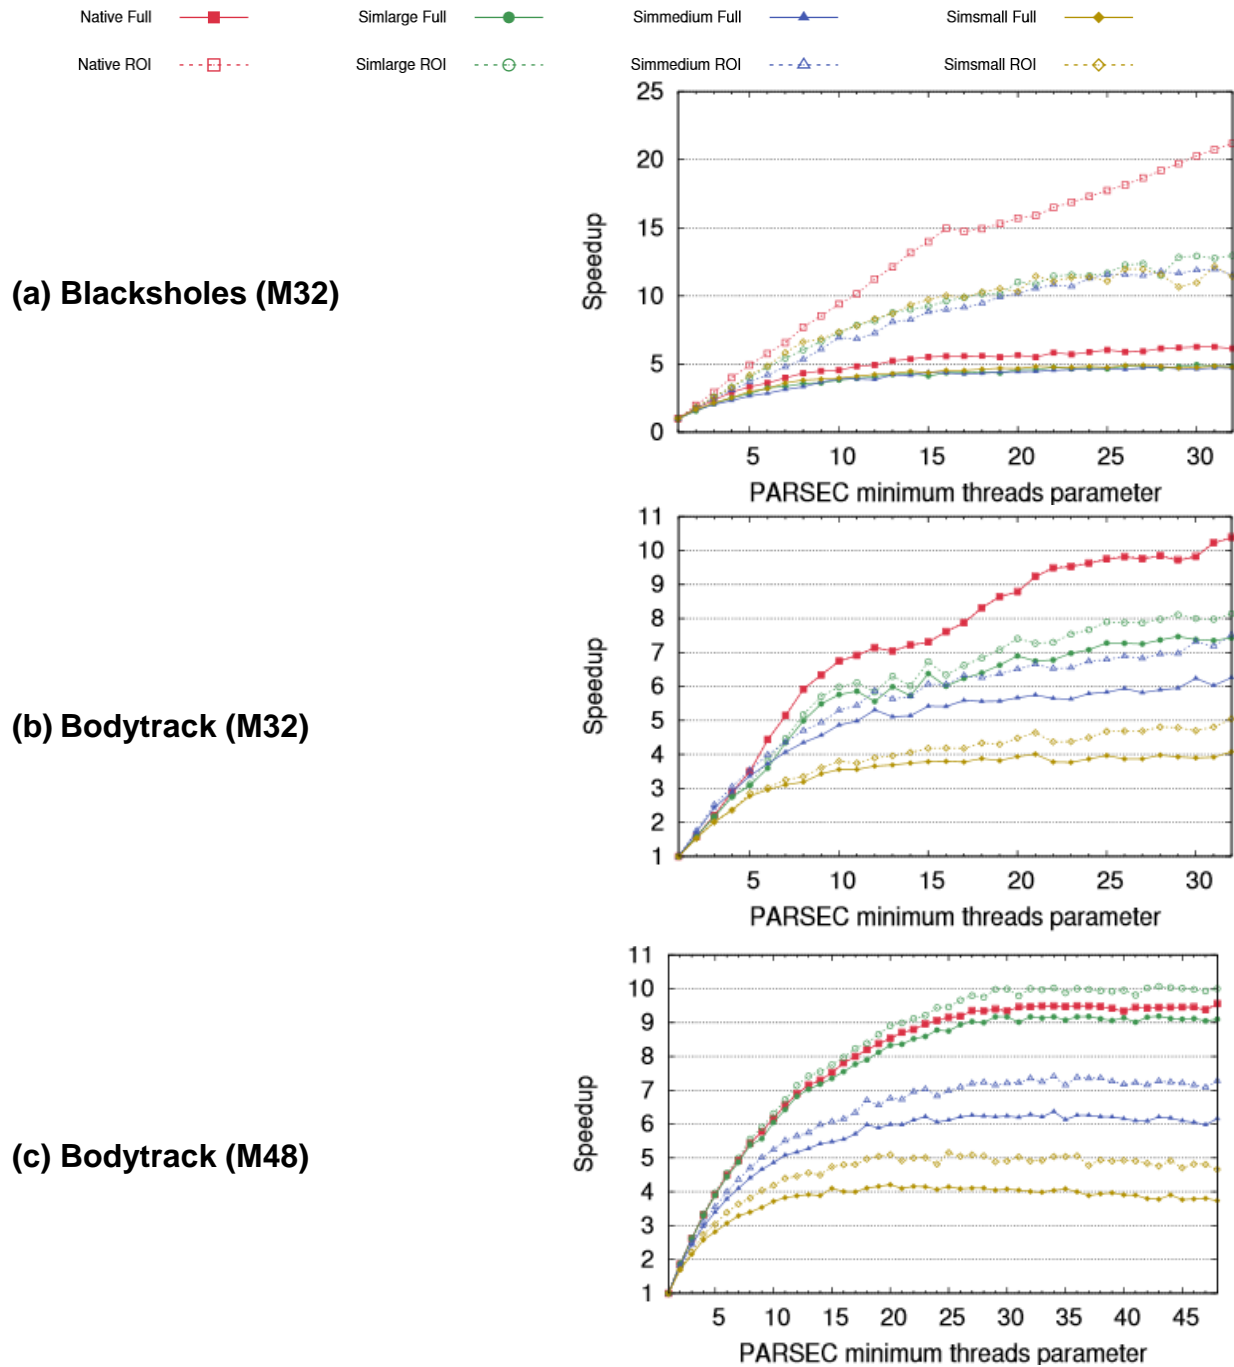 Native Full
Simlarge Full
Simmedium Full
Simsmall Full
Native ROI
Simlarge ROI
Simmedium ROI
Simsmall ROI
(a) Blacksholes (M32)
Speedup
25
20
15
10
5
0
5 10 15 20 25 30
PARSEC minimum threads parameter
(b) Bodytrack (M32)
Speedup
11
10
9
8
7
6
5
4
3
2
1
5 10 15 20 25 30
PARSEC minimum threads parameter
(c) Bodytrack (M48)
Speedup
11
10
9
8
7
6
5
4
3
2
1
5 10 15 20 25 30 35 40 45
PARSEC minimum threads parameter